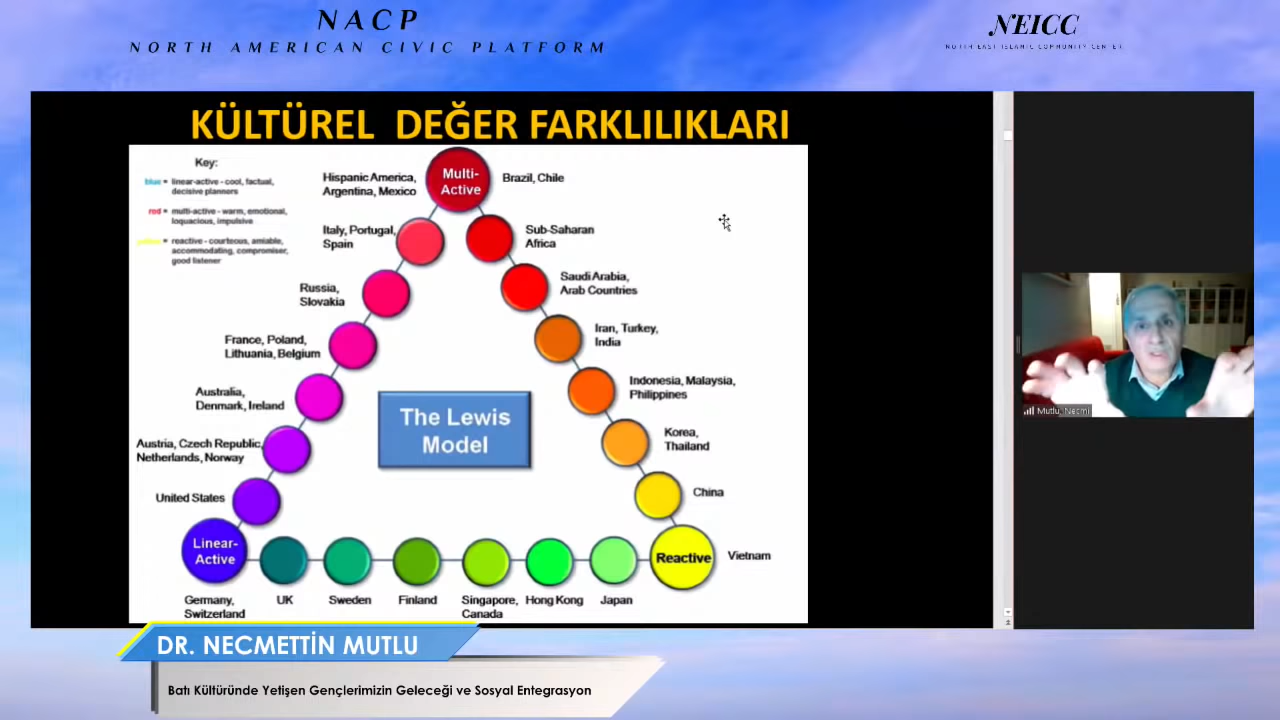 NACP
NORTH AMERICAN CIVIC PLATFORM
NEICC
NORTH EAST ISLAMIC COMMUNITY CENTER
KÜLTÜREL DEĞER FARKLILIKLARI
Key:
blue = linear-active - cool, factual,
decisive planners
red = multi-active - warm, emotional,
loquacious, impulsive
yellow = reactive - courteous, amiable,
accommodating, compromiser,
good listener
Multi-
Active
Hispanic America,
Argentina, Mexico
Brazil, Chile
Italy, Portugal,
Spain
Sub-Saharan
Africa
Russia,
Slovakia
Saudi Arabia,
Arab Countries
France, Poland,
Lithuania, Belgium
Iran, Turkey,
India
Australia,
Denmark, Ireland
Indonesia, Malaysia,
Philippines
The Lewis
Model
Austria, Czech Republic,
Netherlands, Norway
Korea,
Thailand
United States
China
Linear-
Active
Reactive
Vietnam
Germany,
Switzerland
UK
Sweden
Finland
Singapore,
Canada
Hong Kong
Japan
Mutlu_Necmi
DR. NECMETTİN MUTLU
Batı Kültüründe Yetişen Gençlerimizin Geleceği ve Sosyal Entegrasyon